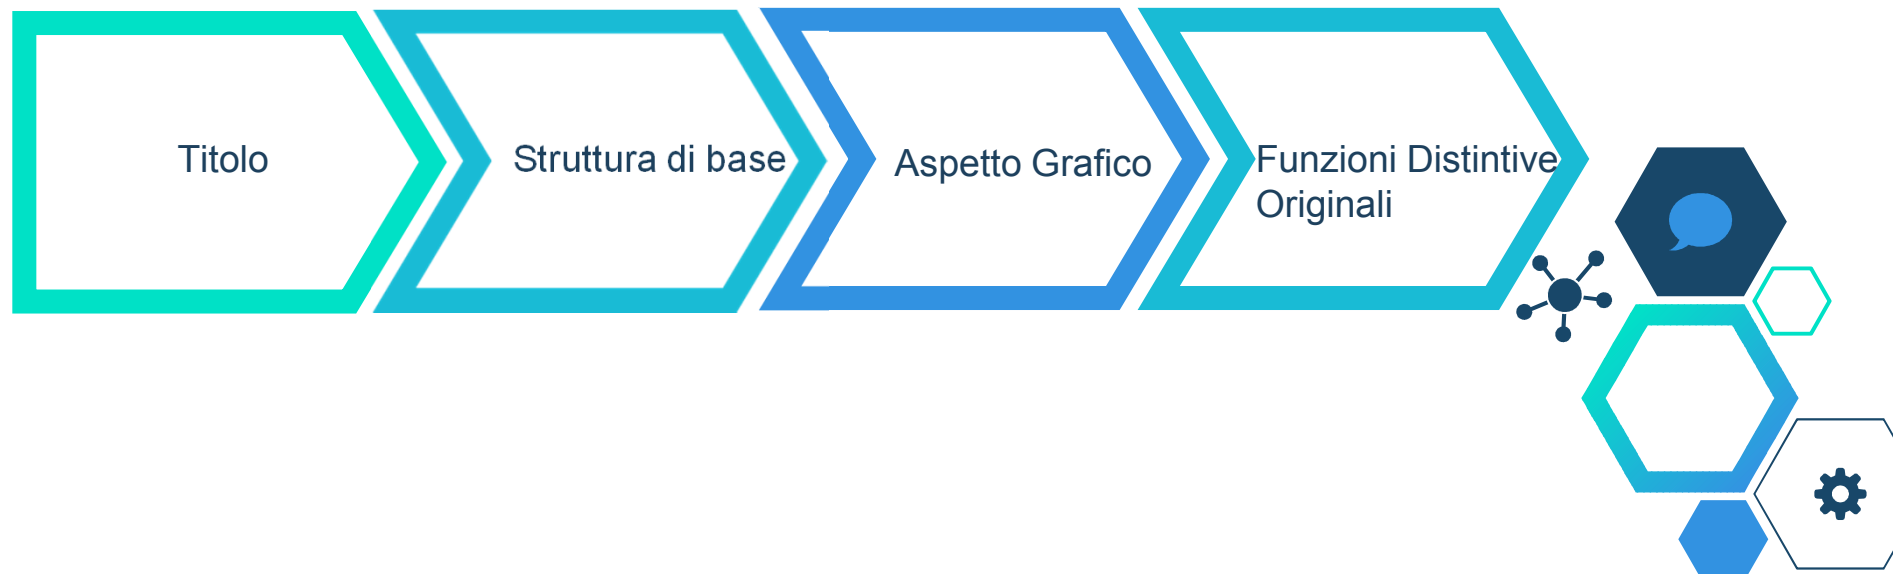 Titolo
Struttura di base
Aspetto Grafico
Funzioni Distintive
Originali